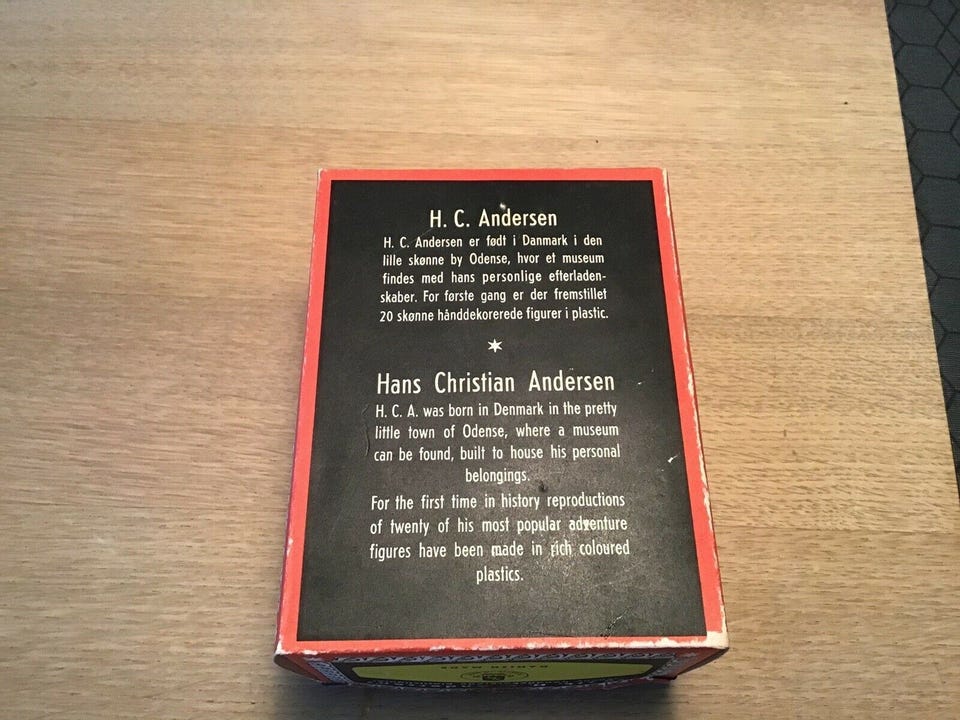 H. C. Andersen
H. C. Andersen er født i Danmark i den
lille skønne by Odense, hvor et museum
findes med hans personlige efterladen-
skaber. For første gang er der fremstillet
20 skønne hånddekorerede figurer i plastic.
Hans Christian Andersen
H. C. A. was born in Denmark in the pretty
little town of Odense, where a museum
can be found, built to house his personal
belongings.
For the first time in history reproductions
of twenty of his most popular adventure
figures have been made in rich coloured
plastics.
DANISH MADE